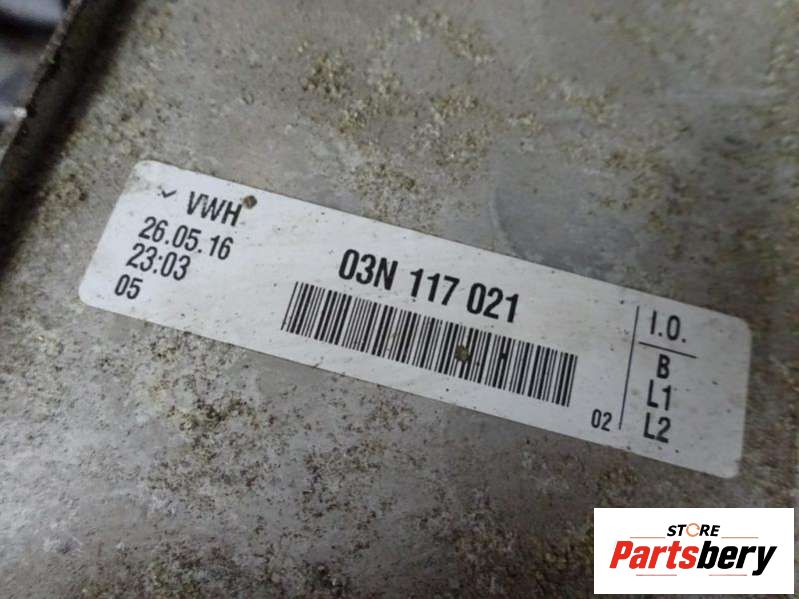 VWH
26.05.16
23:03
05
03N 117 021
02
I.O.
B
L1
L2
STORE
Partsbery